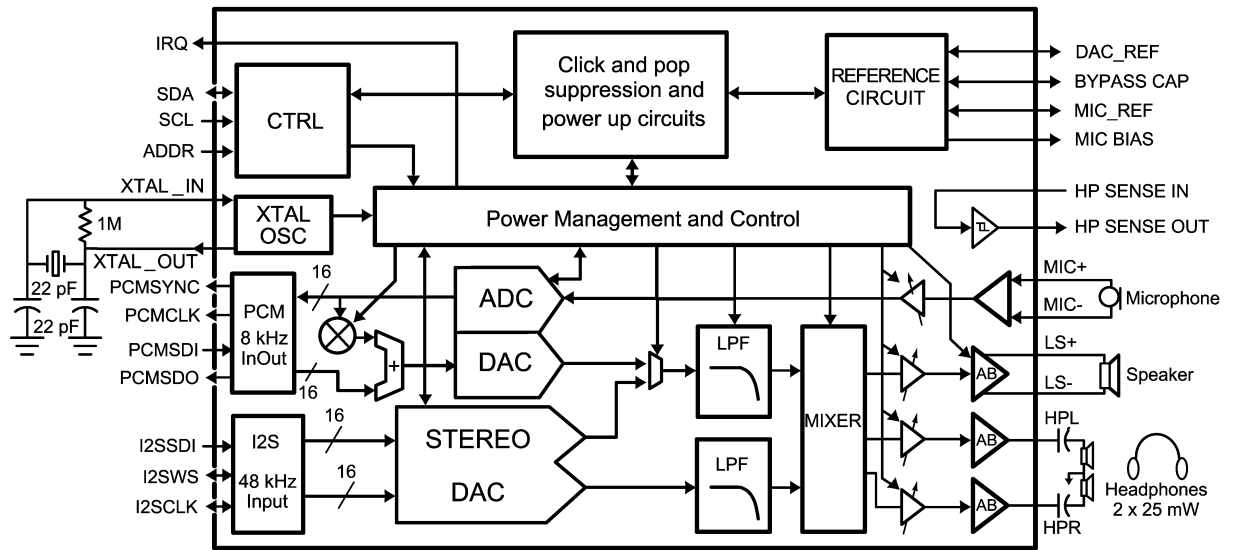 IRQ
SDA
SCL
ADDR
CTRL
Click and pop
suppression and
power up circuits
REFERENCE
CIRCUIT
DAC_REF
BYPASS CAP
MIC_REF
MIC BIAS
XTAL_IN
1M
XTAL
OSC
XTAL_OUT
22 pF
22 pF
Power Management and Control
HP SENSE IN
HP SENSE OUT
PCMSYNC
PCMCLK
PCMSDI
PCMSDO
PCM
8 kHz
InOut
16
16
+
ADC
DAC
LPF
MIC+
MIC-
Microphone
LS+
LS-
AB
Speaker
MIXER
I2SSDI
I2SWS
I2SCLK
I2S
48 kHz
Input
16
16
STEREO
DAC
LPF
AB
AB
HPL
HPR
Headphones
2 x 25 mW